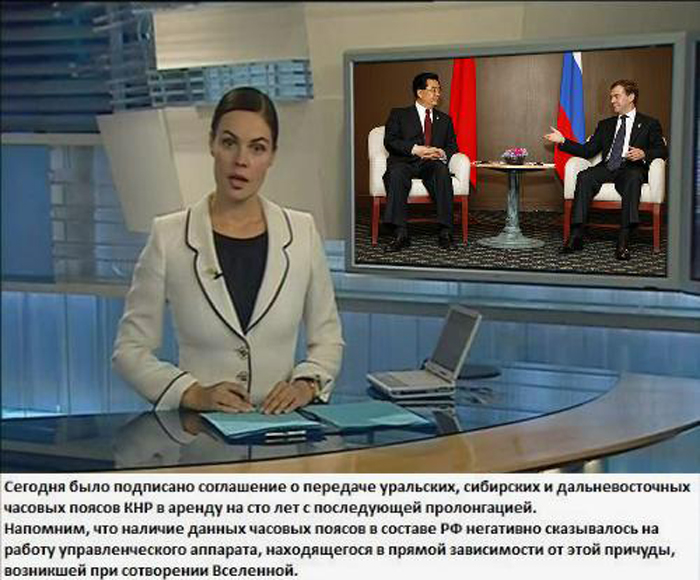 Сегодня было подписано соглашение о передаче уральских, сибирских и дальневосточных
часовых поясов КНР в аренду на сто лет с последующей пролонгацией.
Напомним, что наличие данных часовых поясов в составе РФ негативно сказывалось на
работу управленческого аппарата, находящегося в прямой зависимости от этой причуды,
возникшей при сотворении Вселенной.